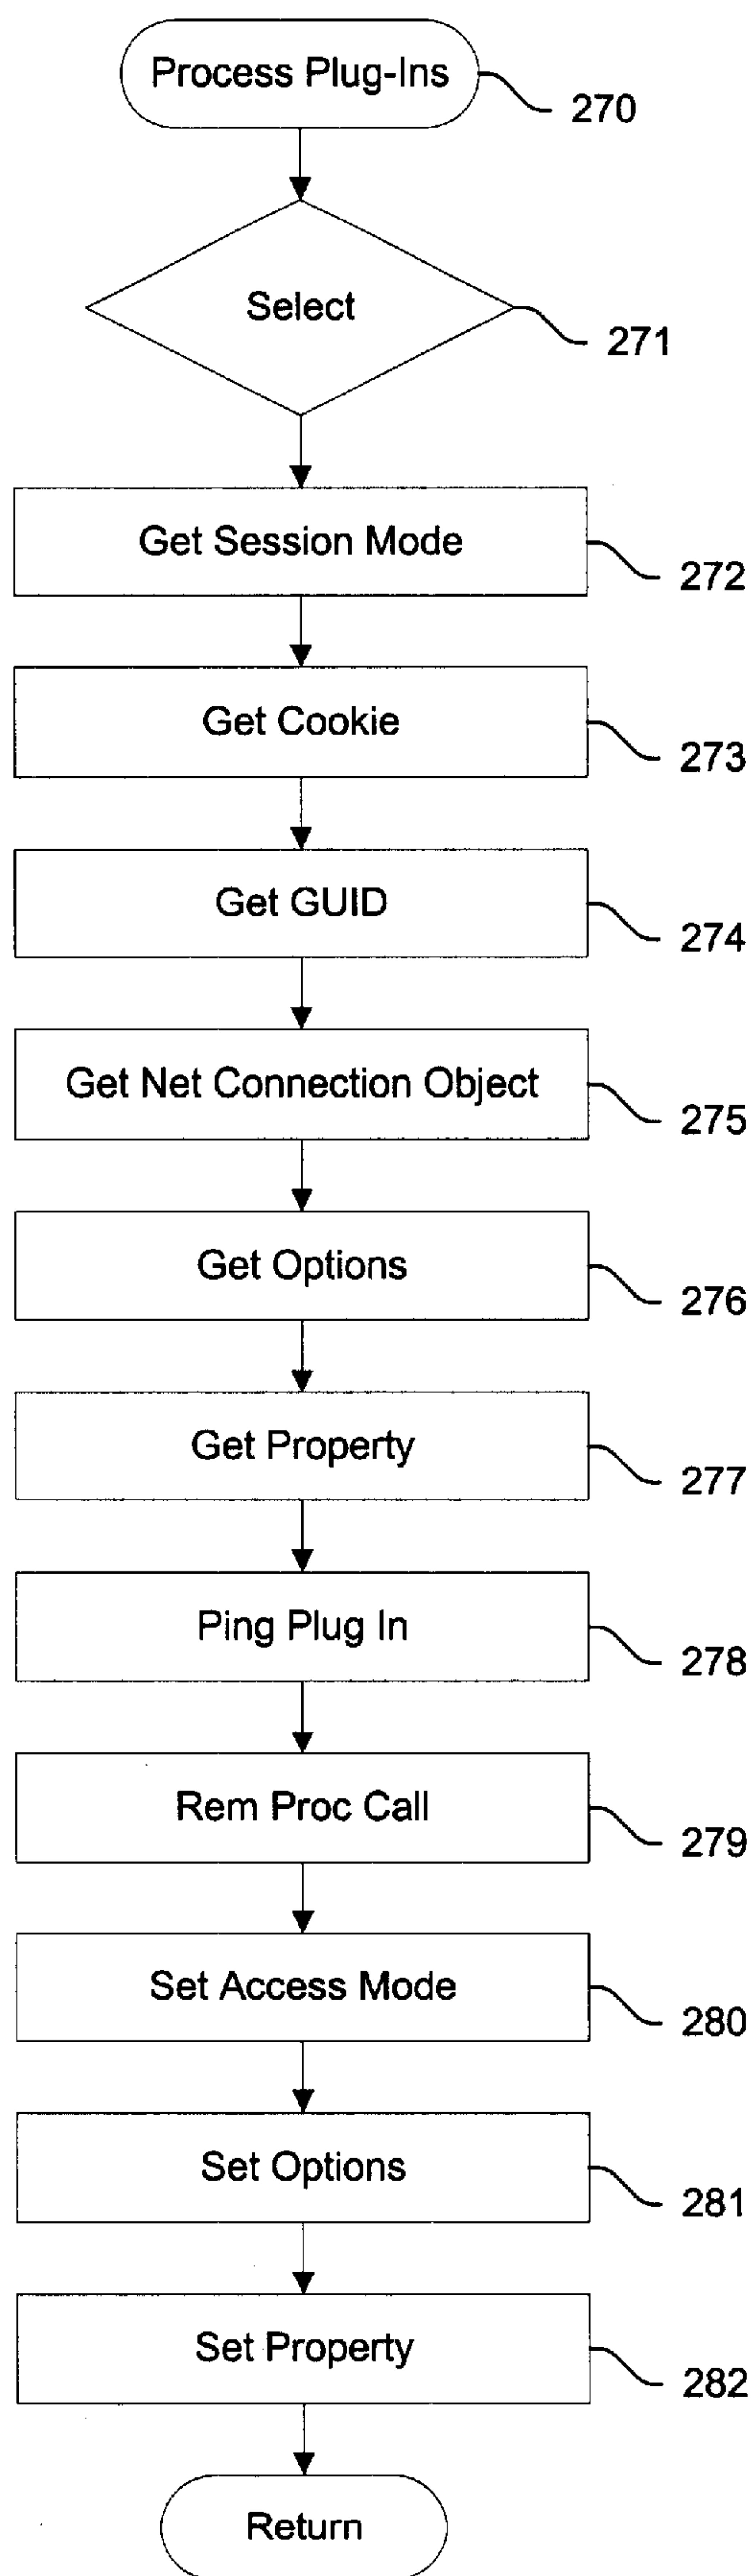 Process Plug-Ins
270
Select
271
Get Session Mode
272
Get Cookie
273
Get GUID
274
Get Net Connection Object
275
Get Options
276
Get Property
277
Ping Plug In
278
Rem Proc Call
279
Set Access Mode
280
Set Options
281
Set Property
282
Return